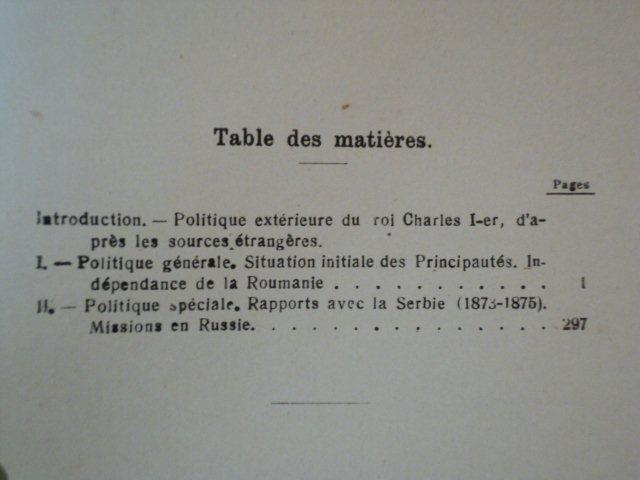 Table des matières.
Pages
Introduction. — Politique extérieure du roi Charles I-er, d'a-
près les sources étrangères.
I. — Politique générale. Situation initiale des Principautés. In-
dépendance de la Roumanie . . . . . . . . . . . 1
II. — Politique spéciale. Rapports avec la Serbie (1873-1875).
Missions en Russie. . . . . . . . . . . . . . . 297